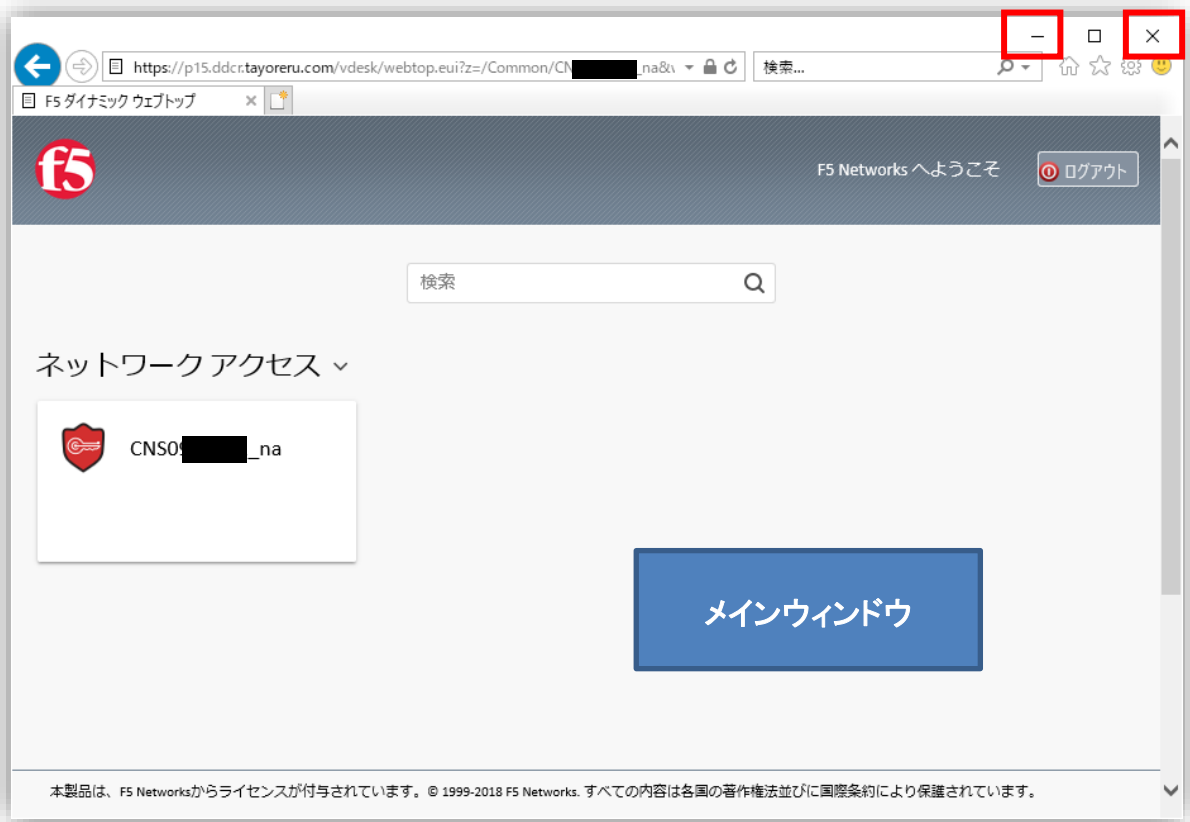 https://p15.ddcr.tayoreru.com/vdesk/webtop.eui?z=/Common/CN _na&
検索...
F5 ダイナミック ウェブトップ
f5
F5 Networks へようこそ
ログアウト
検索
ネットワーク アクセス
CNS09 _na
メインウィンドウ
本製品は、F5 Networksからライセンスが付与されています。© 1999-2018 F5 Networks. すべての内容は各国の著作権法並びに国際条約により保護されています。